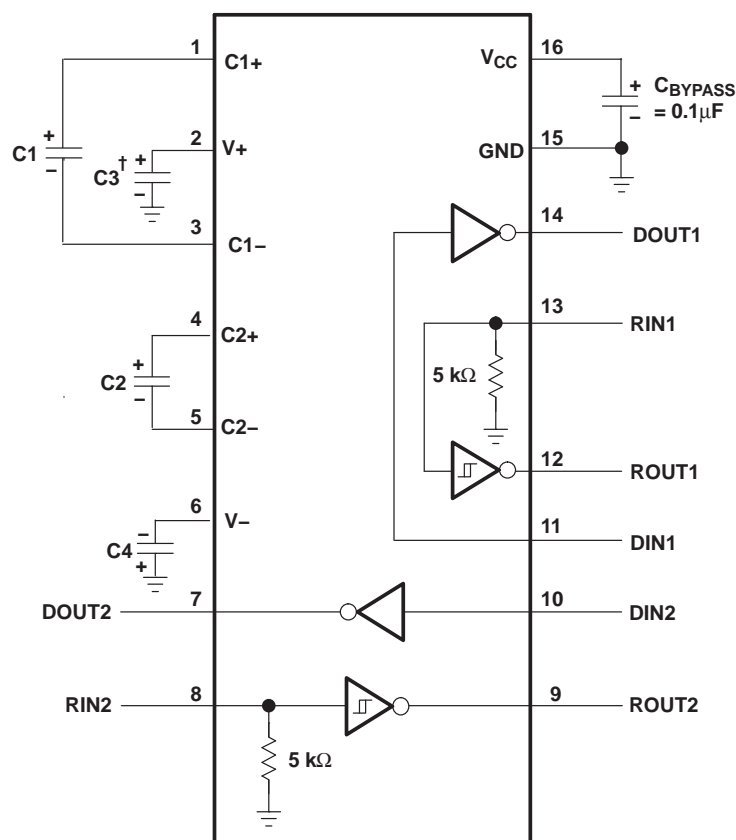 1
C1+
VCC
16
+
CBYPASS
= 0.1μF
−
+
C1
−
2
V+
+
C3†
−
GND
15
3
C1−
14
DOUT1
4
C2+
13
RIN1
+
C2
−
5 kΩ
5
C2−
12
ROUT1
6
V−
11
DIN1
−
C4
+
DOUT2
7
10
DIN2
RIN2
8
9
ROUT2
5 kΩ